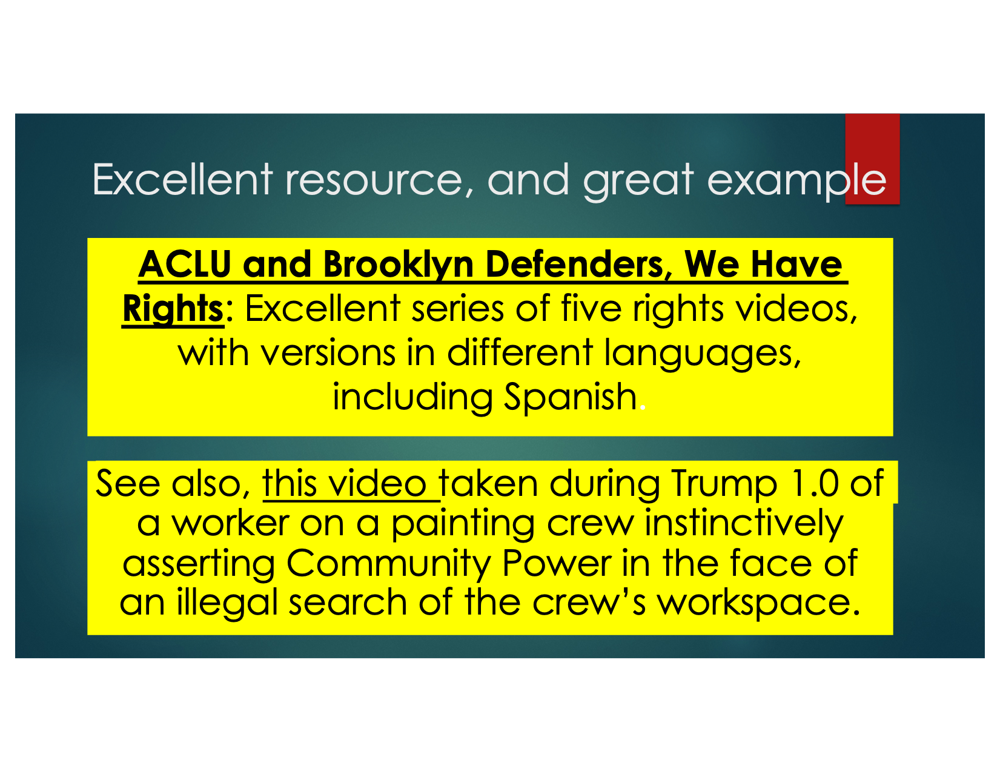 Excellent resource, and great example
ACLU and Brooklyn Defenders, We Have
Rights: Excellent series of five rights videos,
with versions in different languages,
including Spanish.
See also, this video taken during Trump 1.0 of
a worker on a painting crew instinctively
asserting Community Power in the face of
an illegal search of the crew’s workspace.